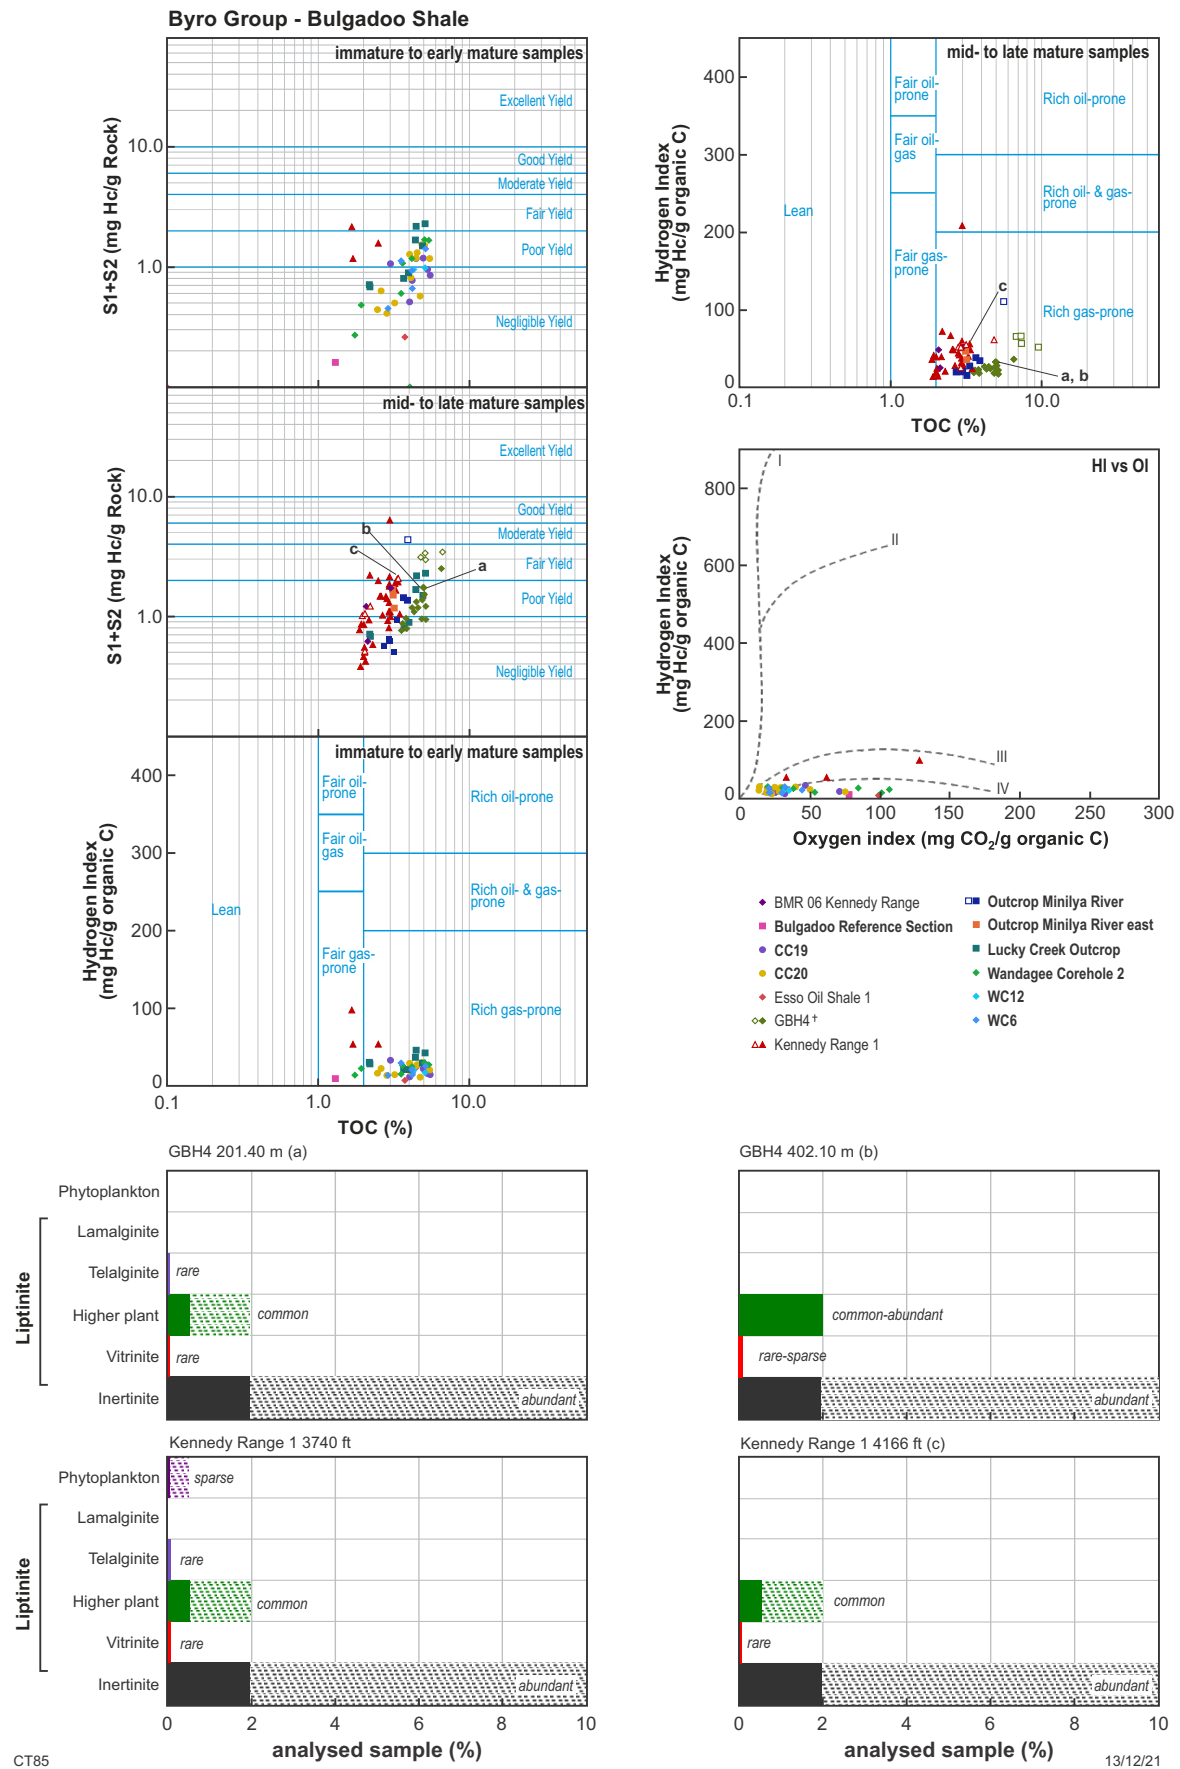 Byro Group - Bulgadoo Shale
immature to early mature samples
Excellent Yield
Good Yield
Moderate Yield
Fair Yield
Poor Yield
Negligible Yield
10.0
1.0
S1+S2 (mg Hc/g Rock)
mid- to late mature samples
Excellent Yield
Good Yield
Moderate Yield
Fair Yield
Poor Yield
Negligible Yield
b
c
a
10.0
1.0
S1+S2 (mg Hc/g Rock)
immature to early mature samples
Fair oil-
prone
Rich oil-prone
Fair oil-
gas
Rich oil- & gas-
prone
Lean
Fair gas-
prone
Rich gas-prone
400
300
200
100
0
Hydrogen Index
(mg Hc/g organic C)
0.1
1.0
10.0
TOC (%)
mid- to late mature samples
Fair oil-
prone
Rich oil-prone
Fair oil-
gas
Rich oil- & gas-
prone
Lean
Fair gas-
prone
Rich gas-prone
c
a, b
400
300
200
100
0
Hydrogen Index
(mg Hc/g organic C)
0.1
1.0
10.0
TOC (%)
HI vs OI
I
II
III
IV
800
600
400
200
0
Hydrogen Index
(mg Hc/g organic C)
0
50
100
150
200
250
300
Oxygen index (mg CO₂/g organic C)
BMR 06 Kennedy Range
Bulgadoo Reference Section
CC19
CC20
Esso Oil Shale 1
GBH4 †
Kennedy Range 1
Outcrop Minilya River
Outcrop Minilya River east
Lucky Creek Outcrop
Wandagee Corehole 2
WC12
WC6
GBH4 201.40 m (a)
Phytoplankton
Lamalginite
Telalginite
rare
Higher plant
common
Vitrinite
rare
Inertinite
abundant
Liptinite
GBH4 402.10 m (b)
common-abundant
rare-sparse
abundant
Kennedy Range 1 3740 ft
Phytoplankton
sparse
Lamalginite
Telalginite
rare
Higher plant
common
Vitrinite
rare
Inertinite
abundant
Liptinite
0
2
4
6
8
10
analysed sample (%)
Kennedy Range 1 4166 ft (c)
common
rare
abundant
0
2
4
6
8
10
analysed sample (%)
CT85
13/12/21